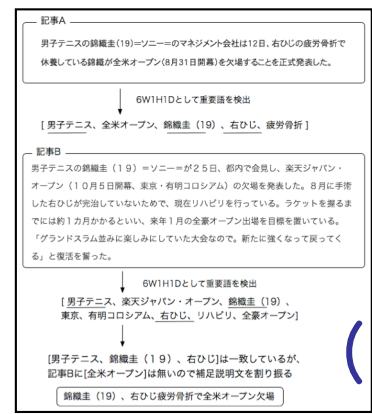 記事A
男子テニスの錦織圭(19)=ソニー=のマネジメント会社は12日、右ひじの疲労骨折で
休養している錦織が全米オープン(8月31日開幕)を欠場することを正式発表した。
6W1H1Dとして重要語を検出
[ 男子テニス、全米オープン、錦織圭(19)、右ひじ、疲労骨折 ]
記事B
男子テニスの錦織圭(19)=ソニー=が25日、都内で会見し、楽天ジャパン・
オープン(10月5日開幕、東京・有明コロシアム)の欠場を発表した。8月に手術
した右ひじが完治していないためで、現在リハビリを行っている。ラケットを握るま
でには約1カ月かかるといい、来年1月の全豪オープン出場を目標を置いている。
「グランドスラム並みに楽しみにしていた大会なので。新たに強くなって戻ってく
る」と復活を誓った。
6W1H1Dとして重要語を検出
[ 男子テニス、楽天ジャパン・オープン、錦織圭(19)、
東京、有明コロシアム、右ひじ、リハビリ、全豪オープン]
[男子テニス、錦織圭(19)、右ひじ]は一致しているが、
記事Bに[全米オープン]は無いので補足説明文を割り振る
錦織圭(19)、右ひじ疲労骨折で全米オープン欠場